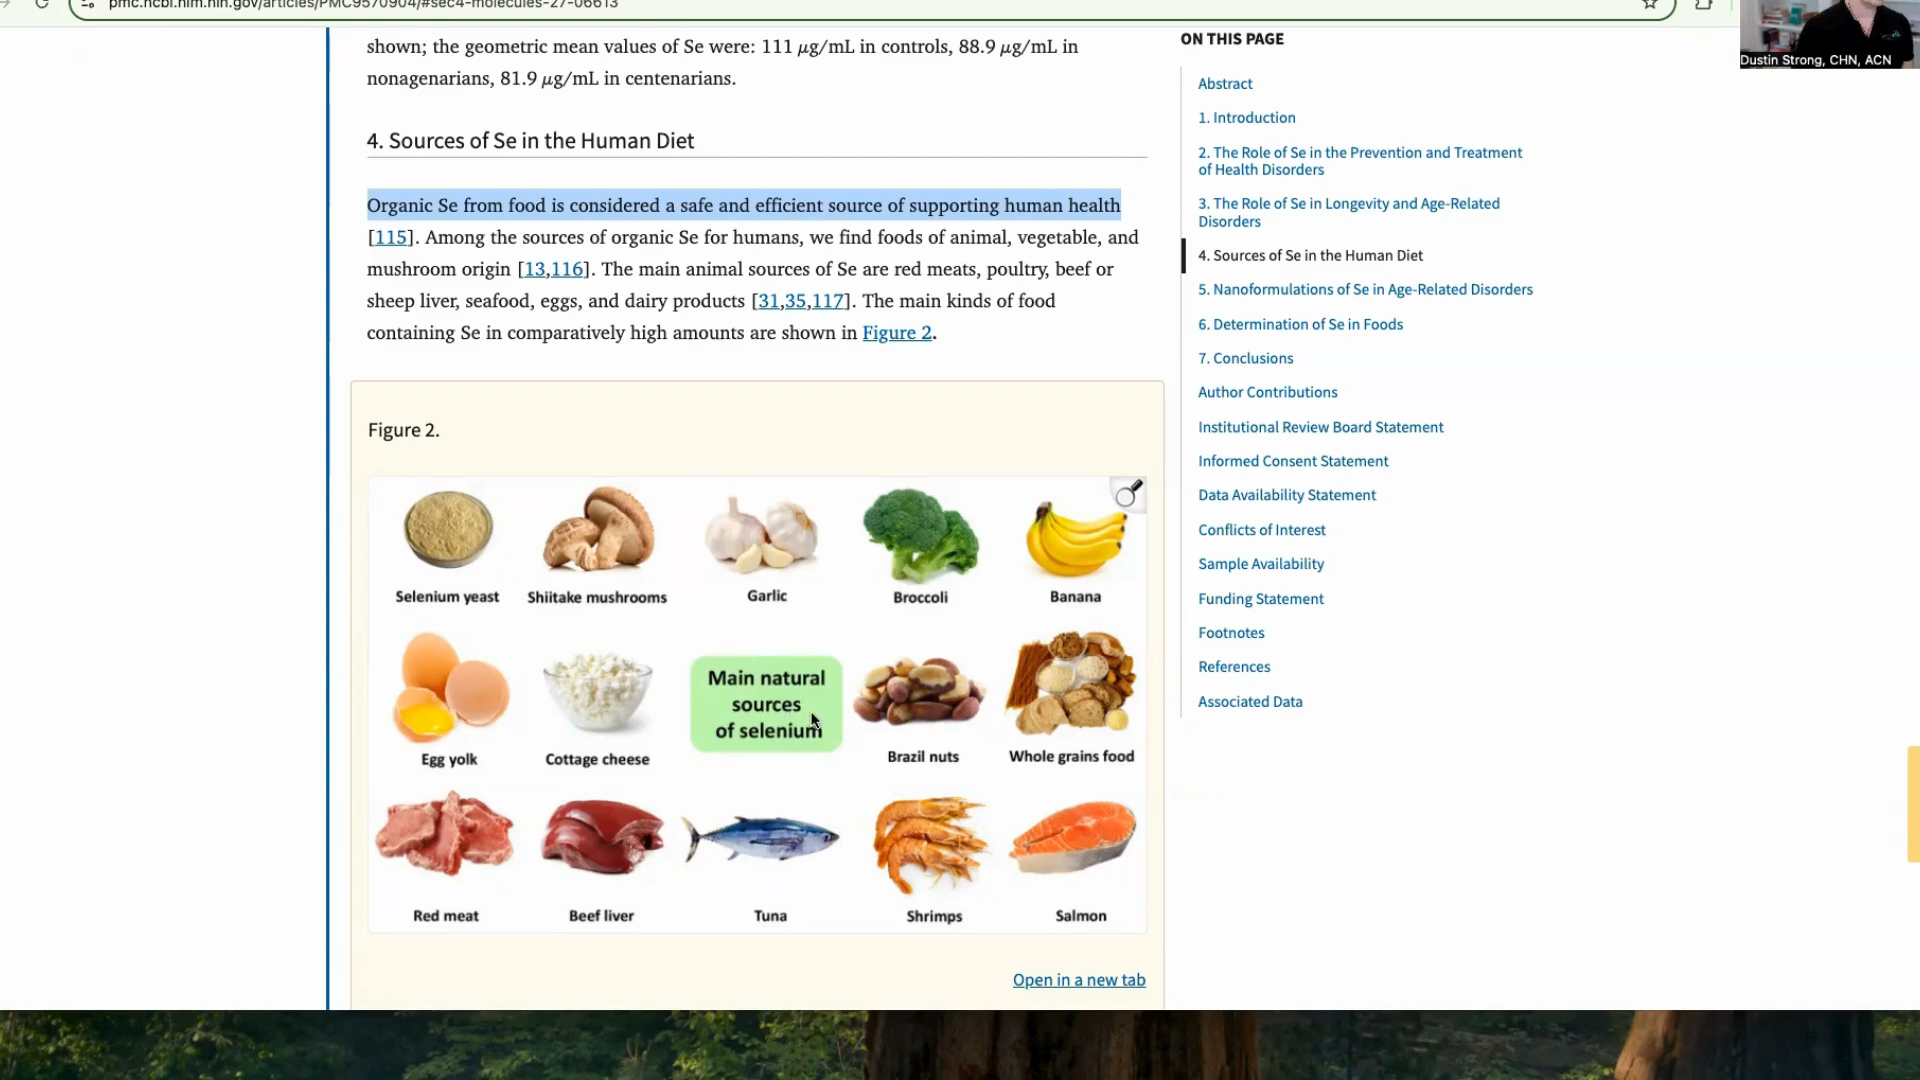 pmc.ncbi.nlm.nih.gov/articles/PMC9570904/#sec4-molecules-27-06613
Dustin Strong, CHN, ACN
shown; the geometric mean values of Se were: 111 µg/mL in controls, 88.9 µg/mL in
nonagenarians, 81.9 µg/mL in centenarians.
4. Sources of Se in the Human Diet
Organic Se from food is considered a safe and efficient source of supporting human health
[115]. Among the sources of organic Se for humans, we find foods of animal, vegetable, and
mushroom origin [13,116]. The main animal sources of Se are red meats, poultry, beef or
sheep liver, seafood, eggs, and dairy products [31,35,117]. The main kinds of food
containing Se in comparatively high amounts are shown in Figure 2.
Figure 2.
Selenium yeast
Shiitake mushrooms
Garlic
Broccoli
Banana
Egg yolk
Cottage cheese
Main natural
sources
of selenium
Brazil nuts
Whole grains food
Red meat
Beef liver
Tuna
Shrimps
Salmon
Open in a new tab
ON THIS PAGE
Abstract
1. Introduction
2. The Role of Se in the Prevention and Treatment
of Health Disorders
3. The Role of Se in Longevity and Age-Related
Disorders
4. Sources of Se in the Human Diet
5. Nanoformulations of Se in Age-Related Disorders
6. Determination of Se in Foods
7. Conclusions
Author Contributions
Institutional Review Board Statement
Informed Consent Statement
Data Availability Statement
Conflicts of Interest
Sample Availability
Funding Statement
Footnotes
References
Associated Data